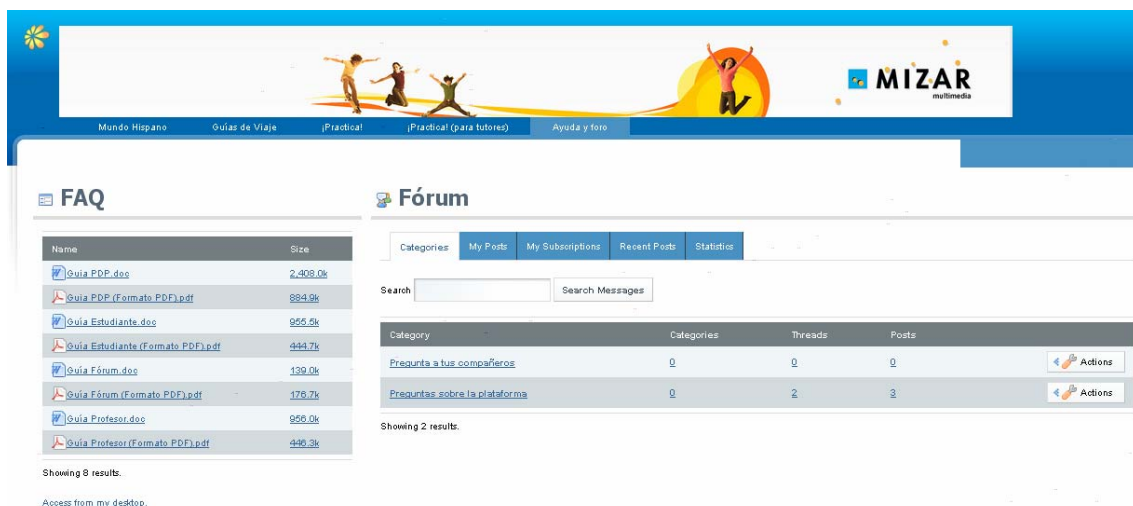 MIZAR
multimedia
Mundo Hispano Guías de Viaje ¡Practica! ¡Practica! (para tutores) Ayuda y foro
FAQ
Name Size
Guia PDP.doc 2,408.0k
Guia PDP (Formato PDF).pdf 884.9k
Guia Estudiante.doc 955.5k
Guia Estudiante (Formato PDF).pdf 444.7k
Guia Fórum.doc 139.0k
Guia Fórum (Formato PDF).pdf 176.7k
Guia Profesor.doc 956.0k
Guia Profesor (Formato PDF).pdf 446.3k
Showing 8 results.
Access from my desktop.
Fórum
Categories My Posts My Subscriptions Recent Posts Statistics
Search Search Messages
Category Categories Threads Posts
Pregunta a tus compañeros 0 0 0 Actions
Preguntas sobre la plataforma 0 2 3 Actions
Showing 2 results.